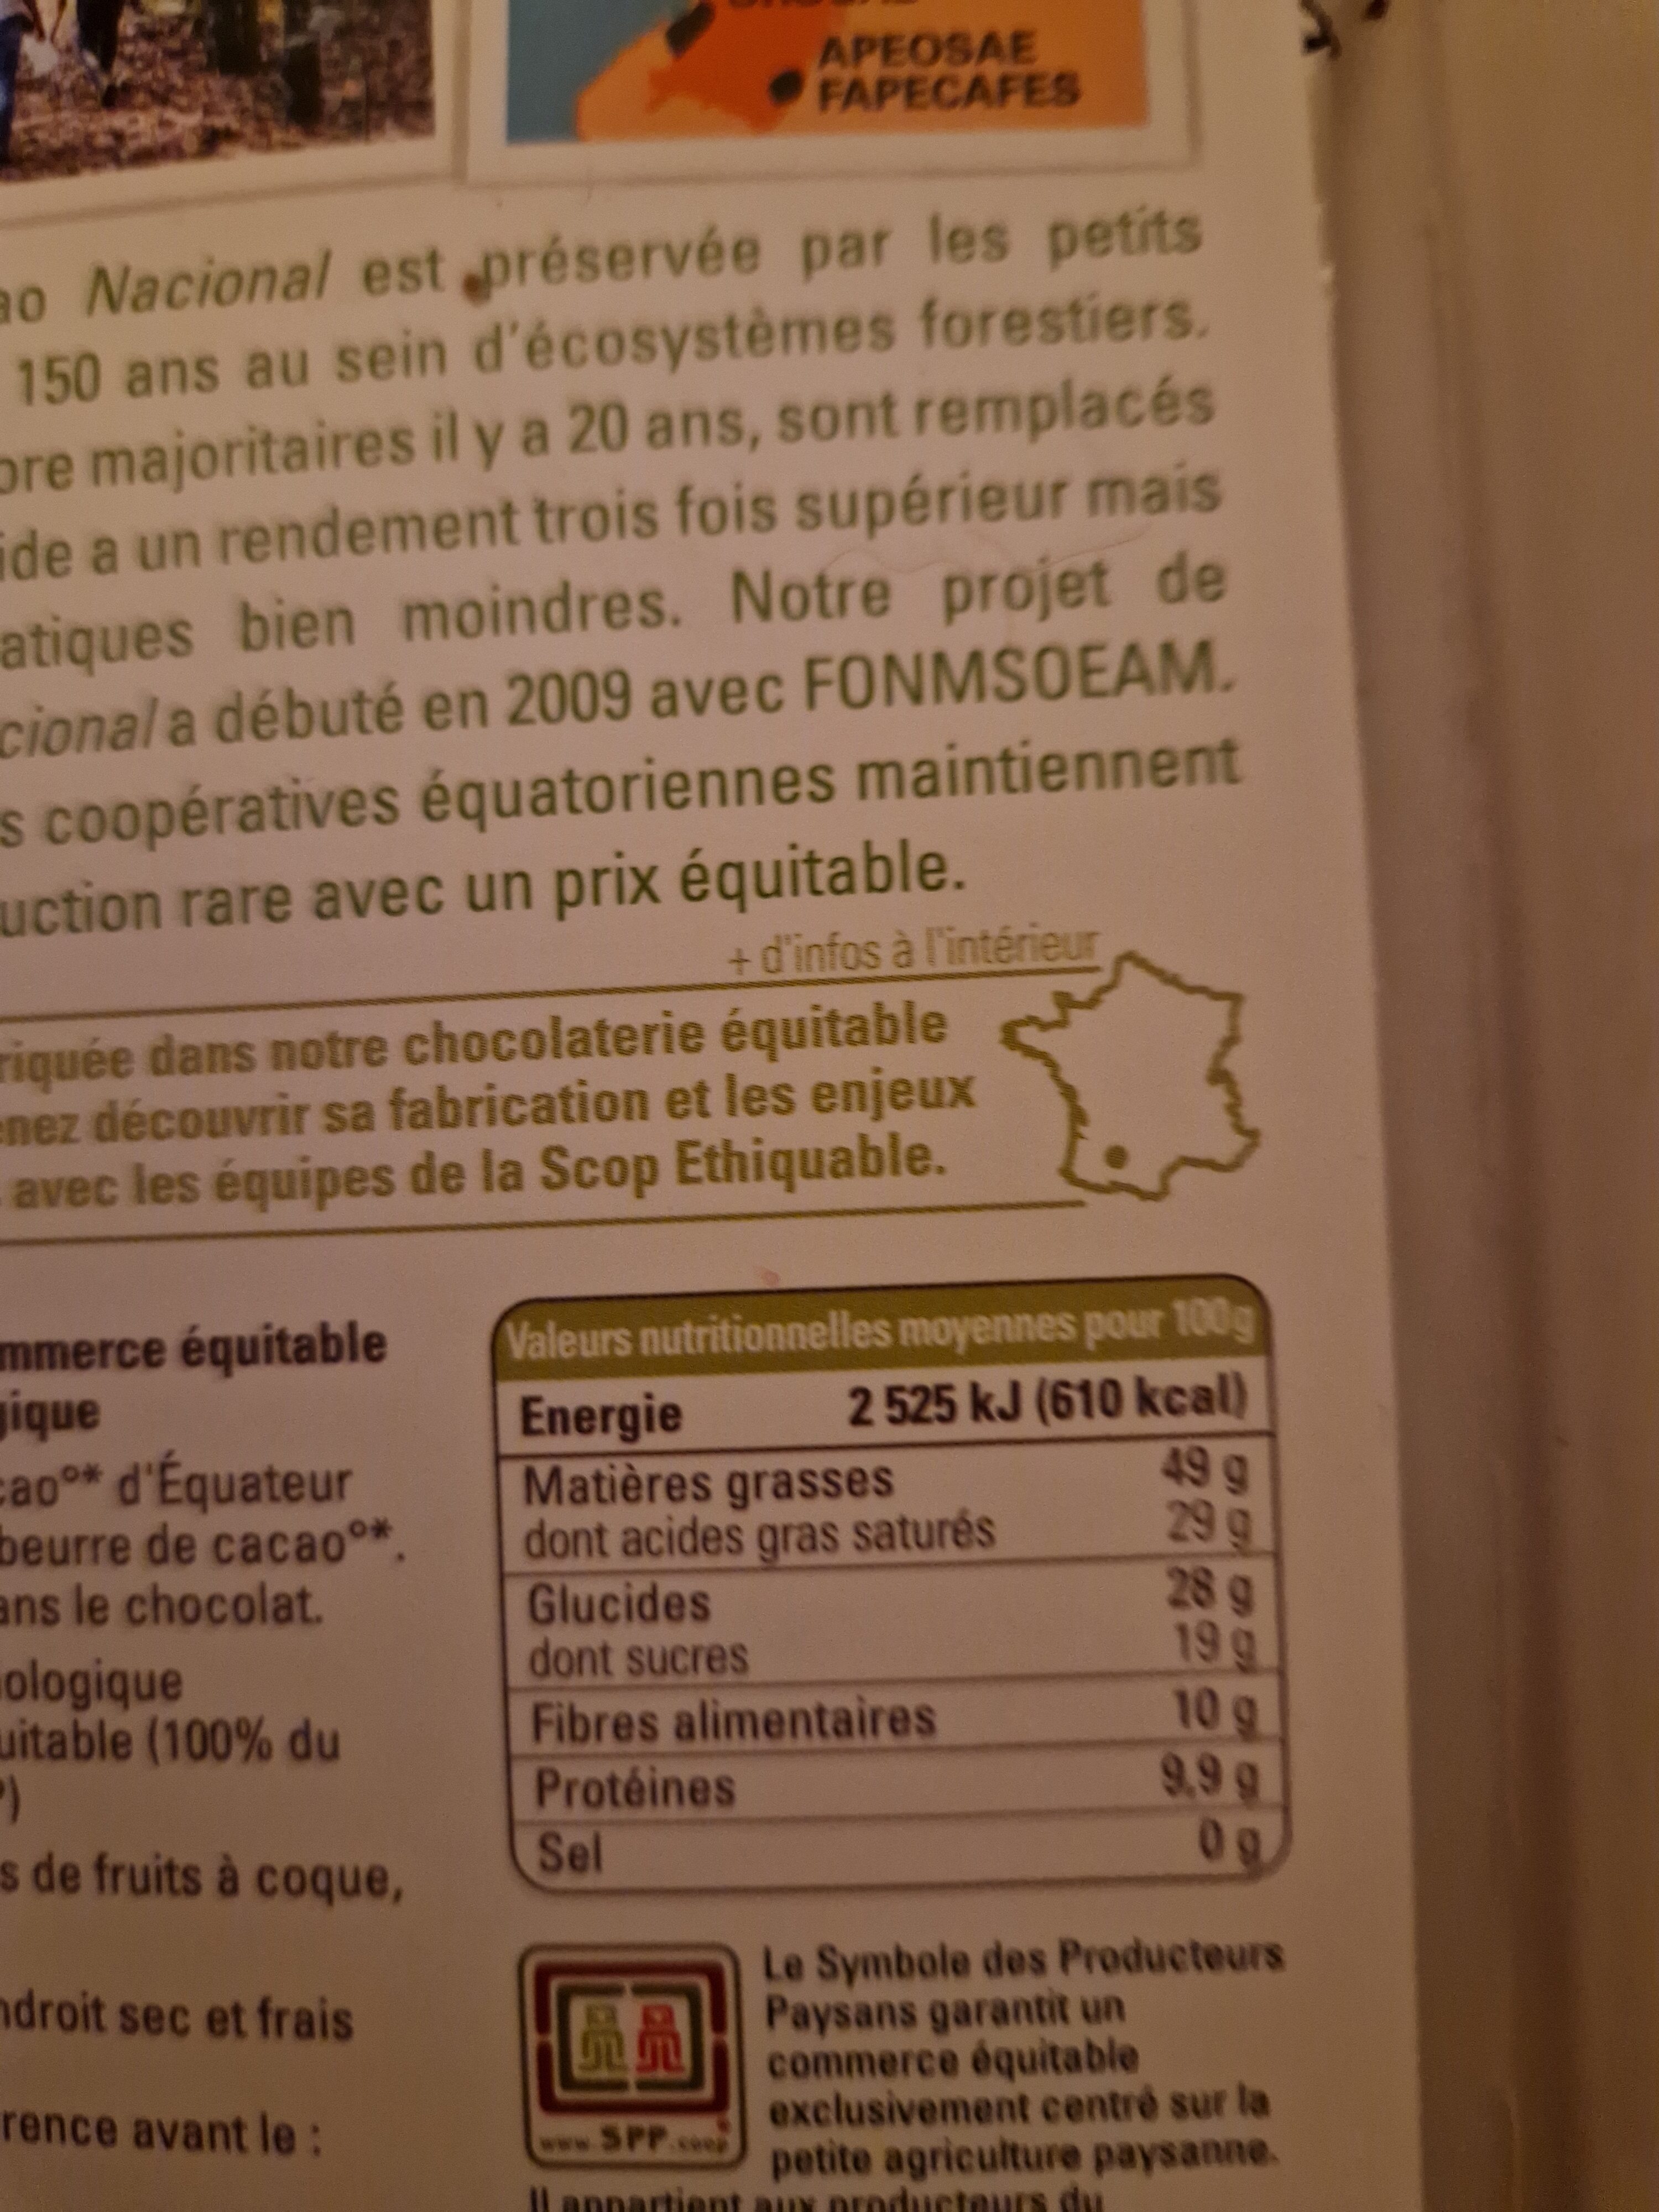 APEOSAE
FAPECAFES
Nacional est préservée par les petits
150 ans au sein d'écosystèmes forestiers.
majoritaires il y a 20 ans, sont remplacés
a un rendement trois fois supérieur mais
atiques bien moindres. Notre projet de
cional a débuté en 2009 avec FONMSOEAM.
s coopératives équatoriennes maintiennent
uction rare avec un prix équitable.
+ d'infos à l'intérieur
riquée dans notre chocolaterie équitable
nez découvrir sa fabrication et les enjeux
avec les équipes de la Scop Ethiquable.
mmerce équitable
gique
cao°* d'Équateur
beurre de cacao°*.
ans le chocolat.
ologique
uitable (100% du
)
s de fruits à coque,
ndroit sec et frais
rence avant le :
Valeurs nutritionnelles moyennes pour 100g
Energie 2 525 kJ (610 kcal)
Matières grasses 49 g
dont acides gras saturés 29 g
Glucides 28 g
dont sucres 19 g
Fibres alimentaires 10 g
Protéines 9,9 g
Sel 0 g
www.SPP.coop
Le Symbole des Producteurs
Paysans garantit un
commerce équitable
exclusivement centré sur la
petite agriculture paysanne.
Il appartient aux producteurs du